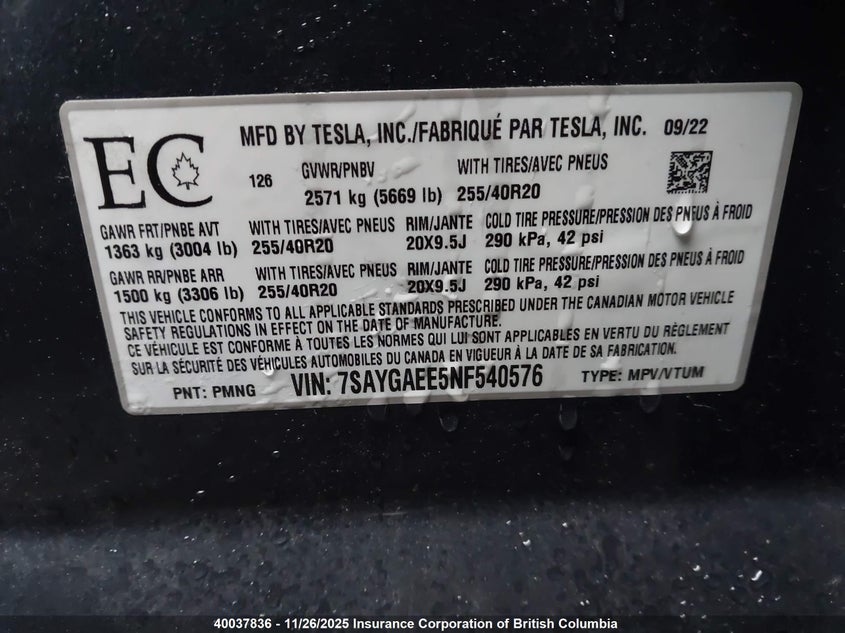 EC
MFD BY TESLA, INC./FABRIQUÉ PAR TESLA, INC. 09/22
126 GVWR/PNBV WITH TIRES/AVEC PNEUS
2571 kg (5669 lb) 255/40R20
GAWR FRT/PNBE AVT WITH TIRES/AVEC PNEUS RIM/JANTE COLD TIRE PRESSURE/PRESSION DES PNEUS À FROID
1363 kg (3004 lb) 255/40R20 20X9.5J 290 kPa, 42 psi
GAWR RR/PNBE ARR WITH TIRES/AVEC PNEUS RIM/JANTE COLD TIRE PRESSURE/PRESSION DES PNEUS À FROID
1500 kg (3306 lb) 255/40R20 20X9.5J 290 kPa, 42 psi
THIS VEHICLE CONFORMS TO ALL APPLICABLE STANDARDS PRESCRIBED UNDER THE CANADIAN MOTOR VEHICLE
SAFETY REGULATIONS IN EFFECT ON THE DATE OF MANUFACTURE.
CE VÉHICULE EST CONFORME À TOUTES LES NORMES QUI LUI SONT APPLICABLES EN VERTU DU RÈGLEMENT
SUR LA SÉCURITÉ DES VÉHICULES AUTOMOBILES DU CANADA EN VIGUEUR À LA DATE DE SA FABRICATION.
PNT: PMNG VIN: 7SAYGAEE5NF540576 TYPE: MPV/VTUM
40037836 - 11/26/2025 Insurance Corporation of British Columbia